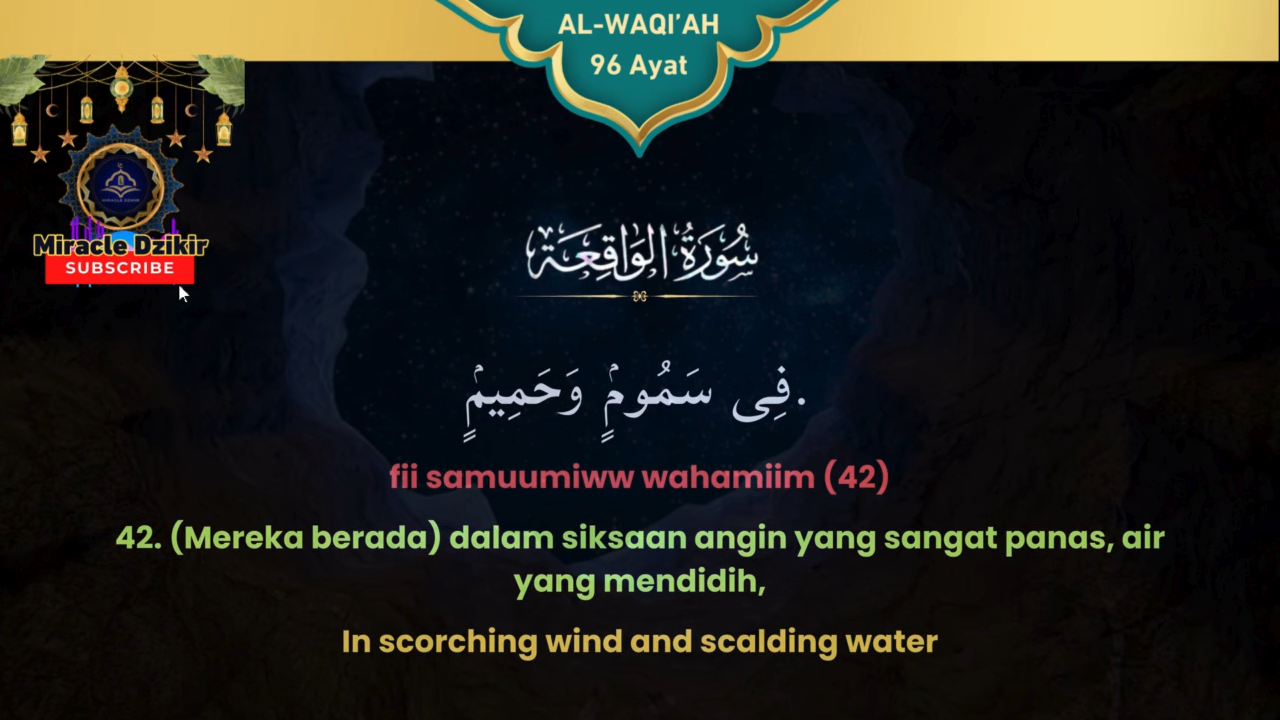 AL-WAQI'AH
96 Ayat
Miracle Dzikir
SUBSCRIBE
سُورَةُ الوَاقِعَة
.فِى سَمُومٍۢ وَحَمِيمٍۢ
fii samuumiww wahamiim (42)
42. (Mereka berada) dalam siksaan angin yang sangat panas, air
yang mendidih,
In scorching wind and scalding water